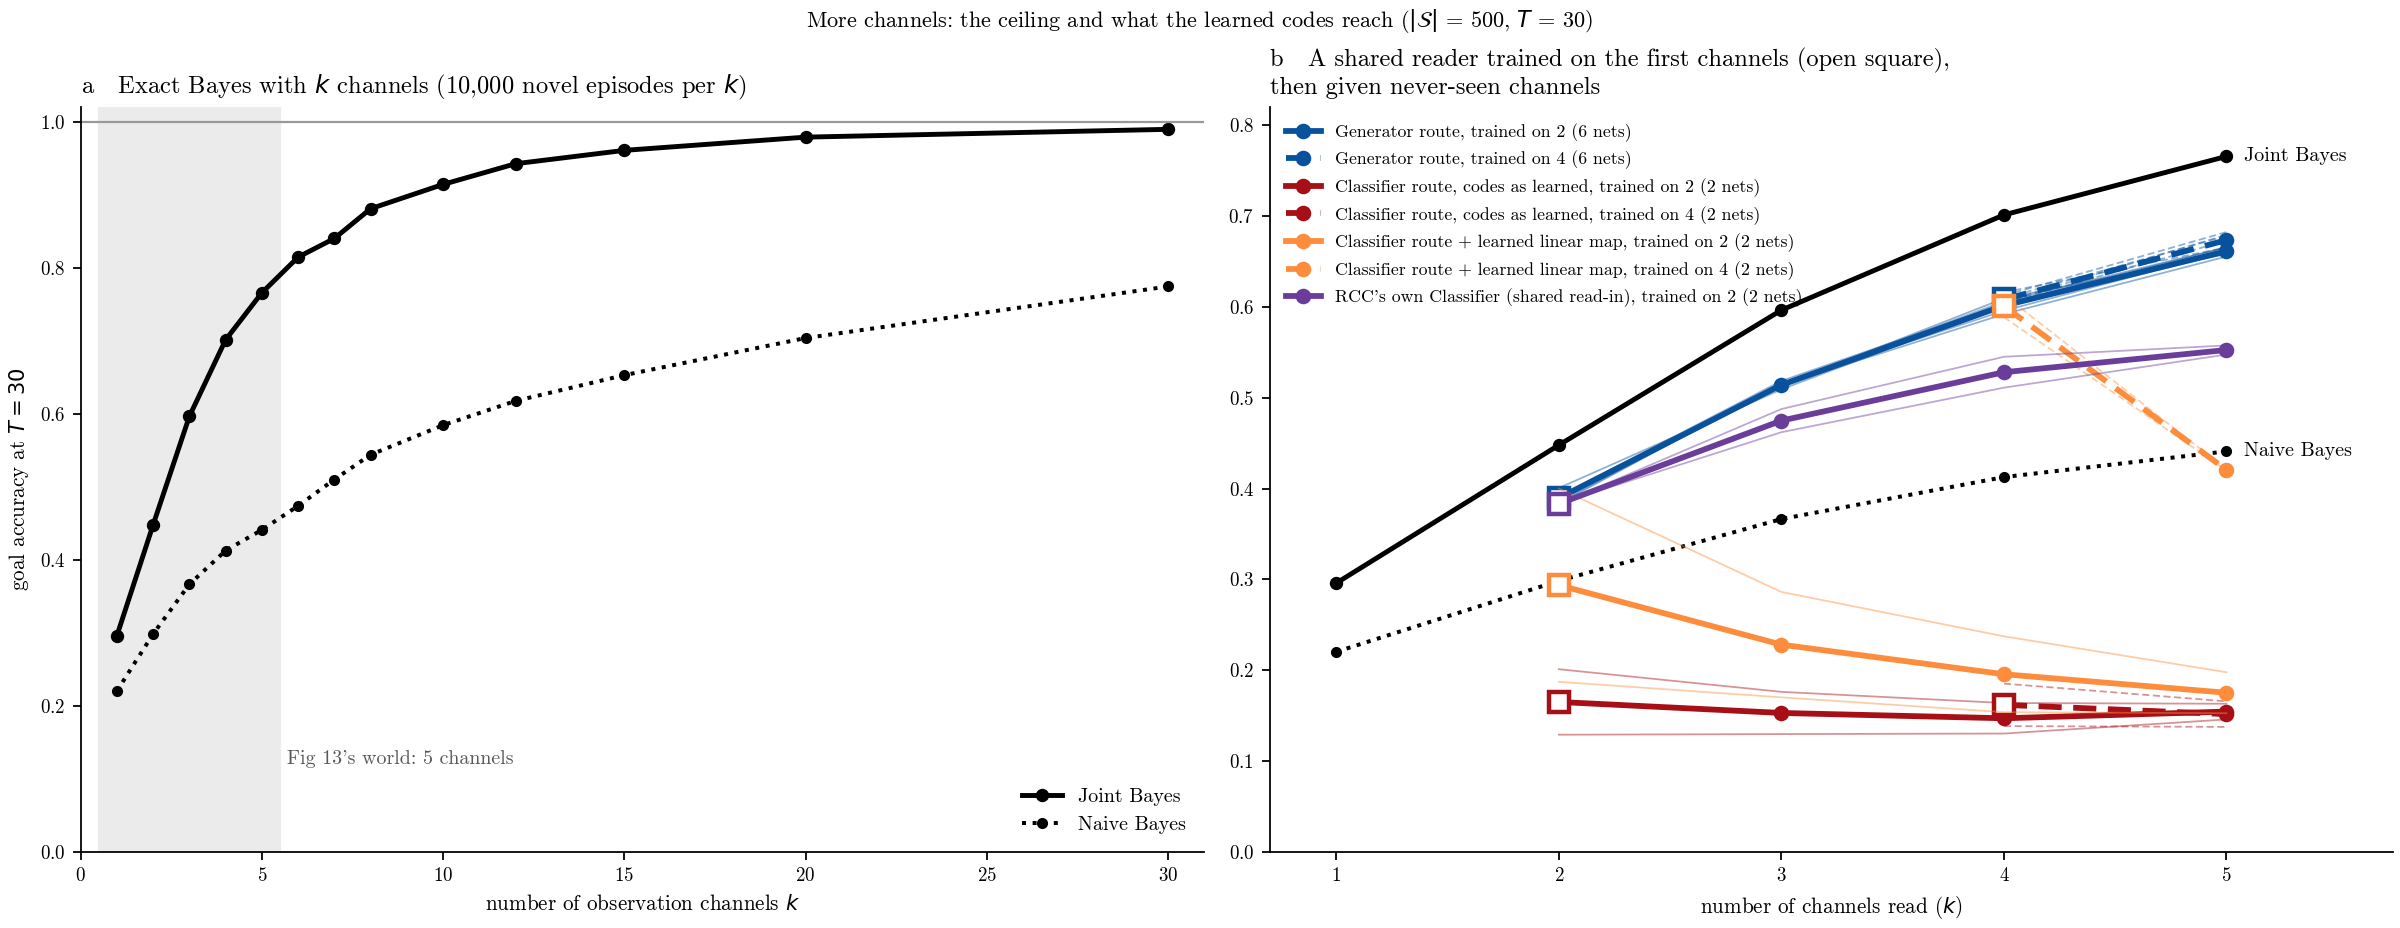 More channels: the ceiling and what the learned codes reach (|𝒮| = 500, T = 30)
a Exact Bayes with k channels (10,000 novel episodes per k)
goal accuracy at T = 30
1.0
0.8
0.6
0.4
0.2
0.0
Fig 13's world: 5 channels
Joint Bayes
Naive Bayes
0
5
10
15
20
25
30
number of observation channels k
b A shared reader trained on the first channels (open square),
then given never-seen channels
0.8
0.7
0.6
0.5
0.4
0.3
0.2
0.1
0.0
Generator route, trained on 2 (6 nets)
Generator route, trained on 4 (6 nets)
Classifier route, codes as learned, trained on 2 (2 nets)
Classifier route, codes as learned, trained on 4 (2 nets)
Classifier route + learned linear map, trained on 2 (2 nets)
Classifier route + learned linear map, trained on 4 (2 nets)
RCC's own Classifier (shared read-in), trained on 2 (2 nets)
Joint Bayes
Naive Bayes
1
2
3
4
5
number of channels read (k)